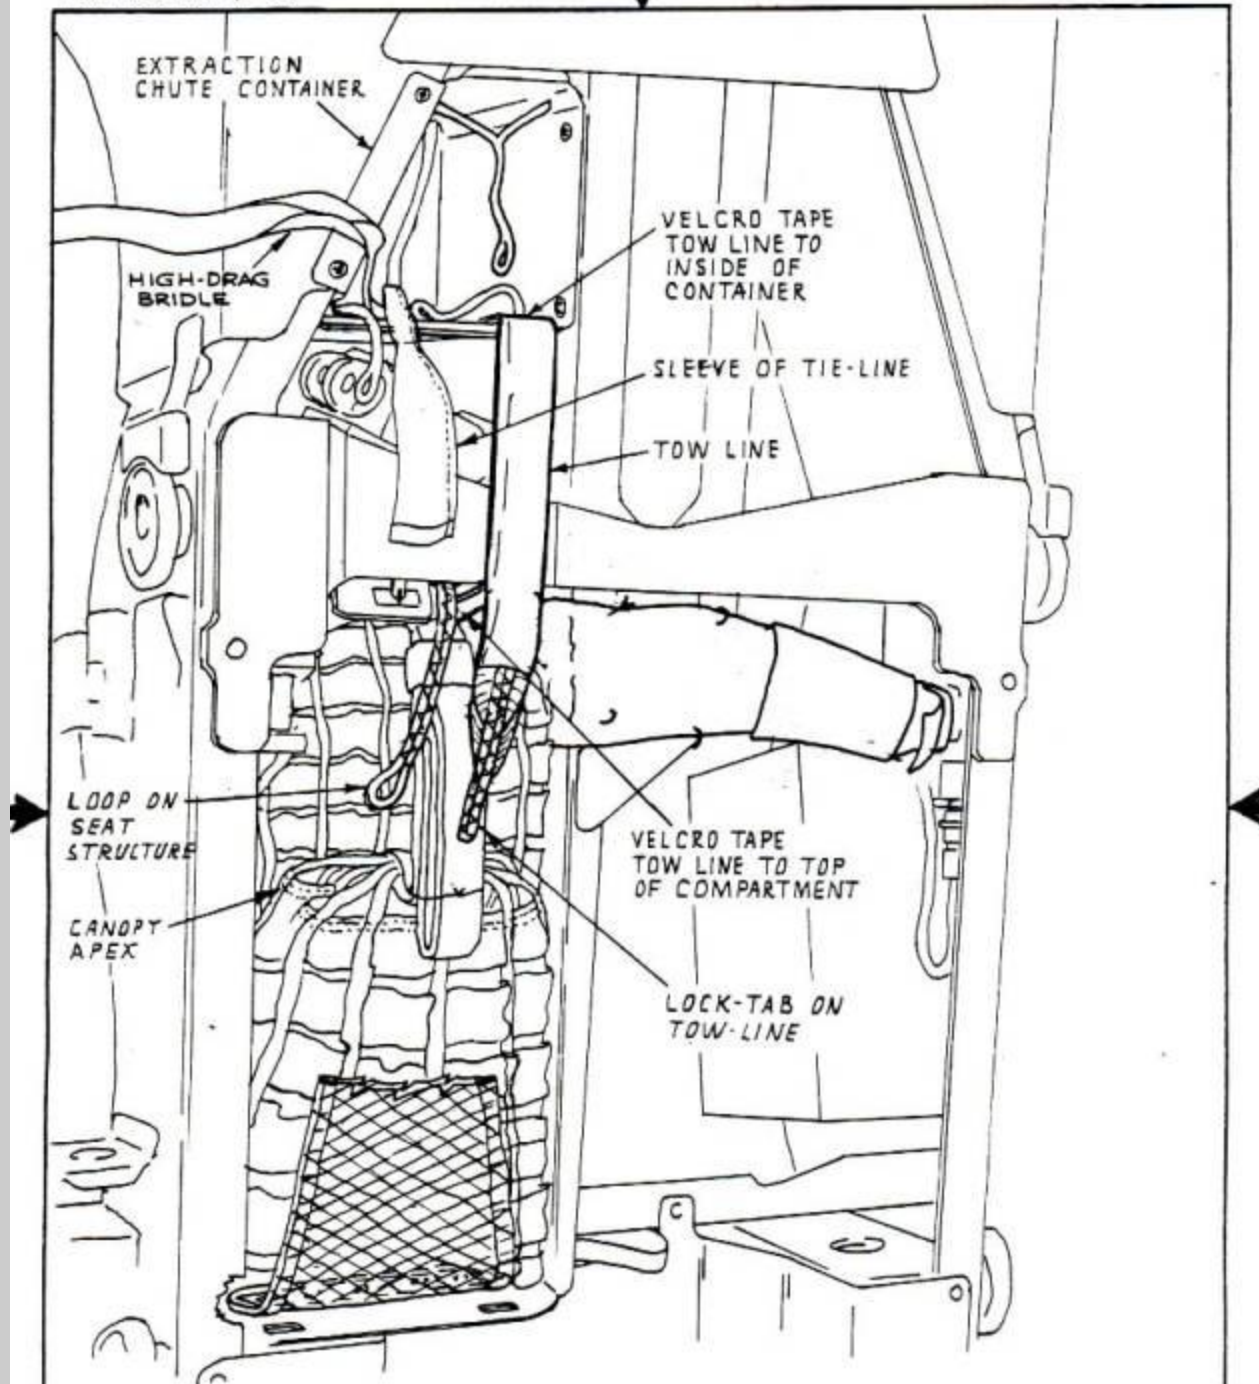 EXTRACTION
CHUTE CONTAINER
VELCRO TAPE
TOW LINE TO
INSIDE OF
CONTAINER
HIGH-DRAG
BRIDLE
SLEEVE OF TIE-LINE
TOW LINE
LOOP ON
SEAT
STRUCTURE
VELCRO TAPE
TOW LINE TO TOP
OF COMPARTMENT
CANOPT
APEX
LOCK-TAB ON
TOW-LINE